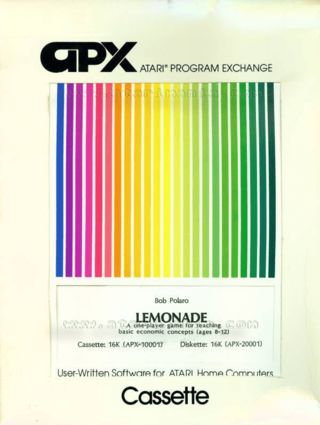 APX
ATARI® PROGRAM EXCHANGE
Bob Polaro
LEMONADE
A one-player game for teaching
basic economic concepts (ages 8-12)
Cassette: 16K (APX-10001) Diskette: 16K (APX-20001)
User-Written Software for ATARI Home Computers
Cassette